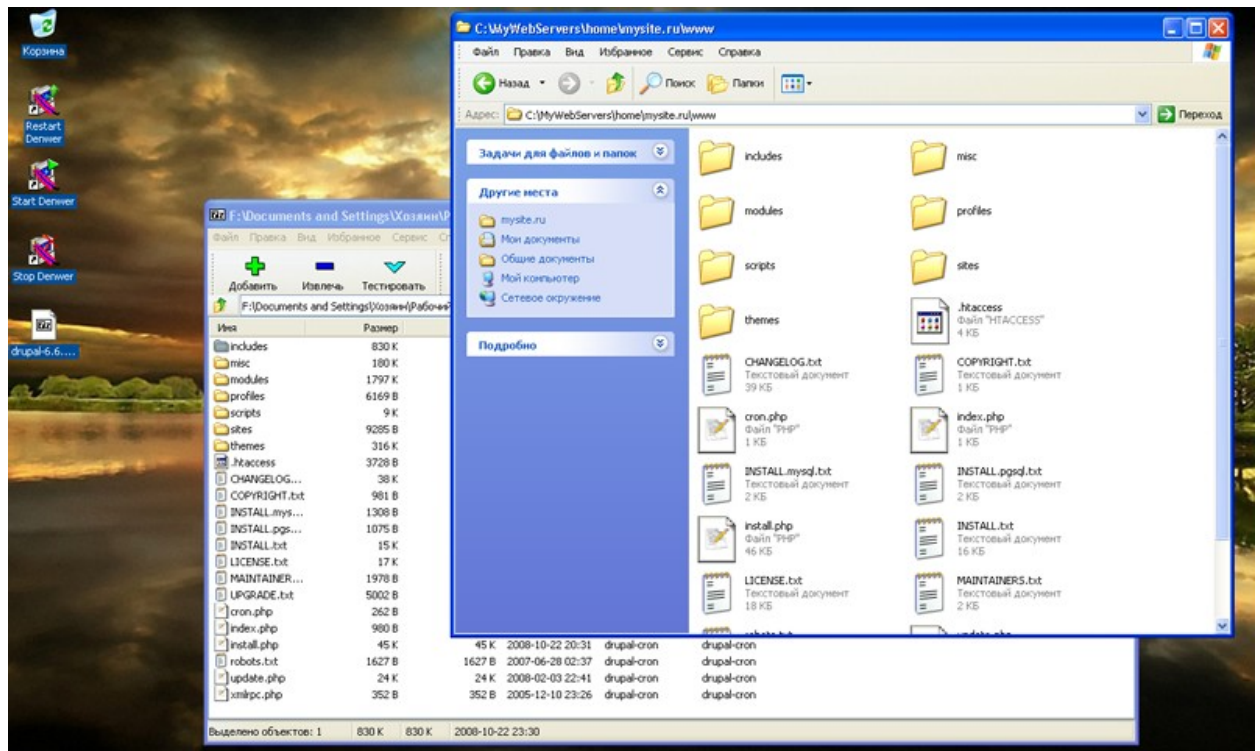 Корзина
Restart
Denwer
Start Denwer
Stop Denwer
drupal-6.6....
C:\MyWebServers\home\mysite.ru\www
Файл Правка Вид Избранное Сервис Справка
Назад Поиск Папки
Адрес: C:\MyWebServers\home\mysite.ru\www Переход
Задачи для файлов и папок
Другие места
mysite.ru
Мои документы
Общие документы
Мой компьютер
Сетевое окружение
Подробно
includes
misc
modules
profiles
scripts
sites
themes
.htaccess
Файл "HTACCESS"
4 КБ
CHANGELOG.txt
Текстовый документ
39 КБ
COPYRIGHT.txt
Текстовый документ
1 КБ
cron.php
Файл "PHP"
1 КБ
index.php
Файл "PHP"
1 КБ
INSTALL.mysql.txt
Текстовый документ
2 КБ
INSTALL.pgsql.txt
Текстовый документ
2 КБ
install.php
Файл "PHP"
46 КБ
INSTALL.txt
Текстовый документ
16 КБ
LICENSE.txt
Текстовый документ
18 КБ
MAINTAINERS.txt
Текстовый документ
2 КБ
F:\Documents and Settings\Хозяин\Р
Файл Правка Вид Избранное Сервис
Добавить Извлечь Тестировать
F:\Documents and Settings\Хозяин\Рабочий
Имя Размер
includes 830 K
misc 180 K
modules 1797 K
profiles 6169 B
scripts 9 K
sites 9285 B
themes 316 K
.htaccess 3728 B
CHANGELOG... 38 K
COPYRIGHT.txt 981 B
INSTALL.mys... 1308 B
INSTALL.pgs... 1075 B
INSTALL.txt 15 K
LICENSE.txt 17 K
MAINTAINER... 1978 B
UPGRADE.txt 5002 B
cron.php 262 B
index.php 980 B
install.php 45 K 45 K 2008-10-22 20:31 drupal-cron drupal-cron
robots.txt 1627 B 1627 B 2007-06-28 02:37 drupal-cron drupal-cron
update.php 24 K 24 K 2008-02-03 22:41 drupal-cron drupal-cron
xmlrpc.php 352 B 352 B 2005-12-10 23:26 drupal-cron drupal-cron
Выделено объектов: 1 830 K 830 K 2008-10-22 23:30